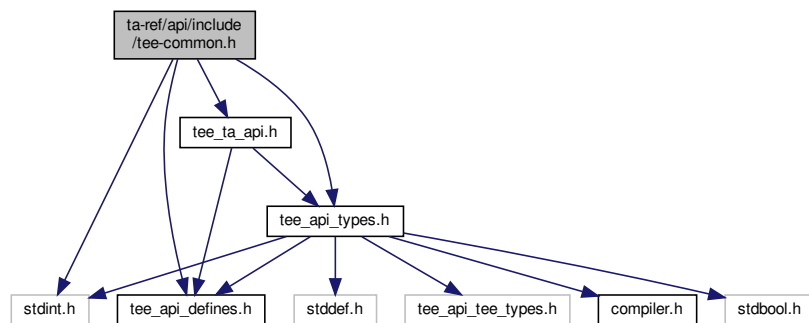 ta-ref/api/include
/tee-common.h
tee_ta_api.h
tee_api_types.h
stdint.h
tee_api_defines.h
stddef.h
tee_api_tee_types.h
compiler.h
stdbool.h